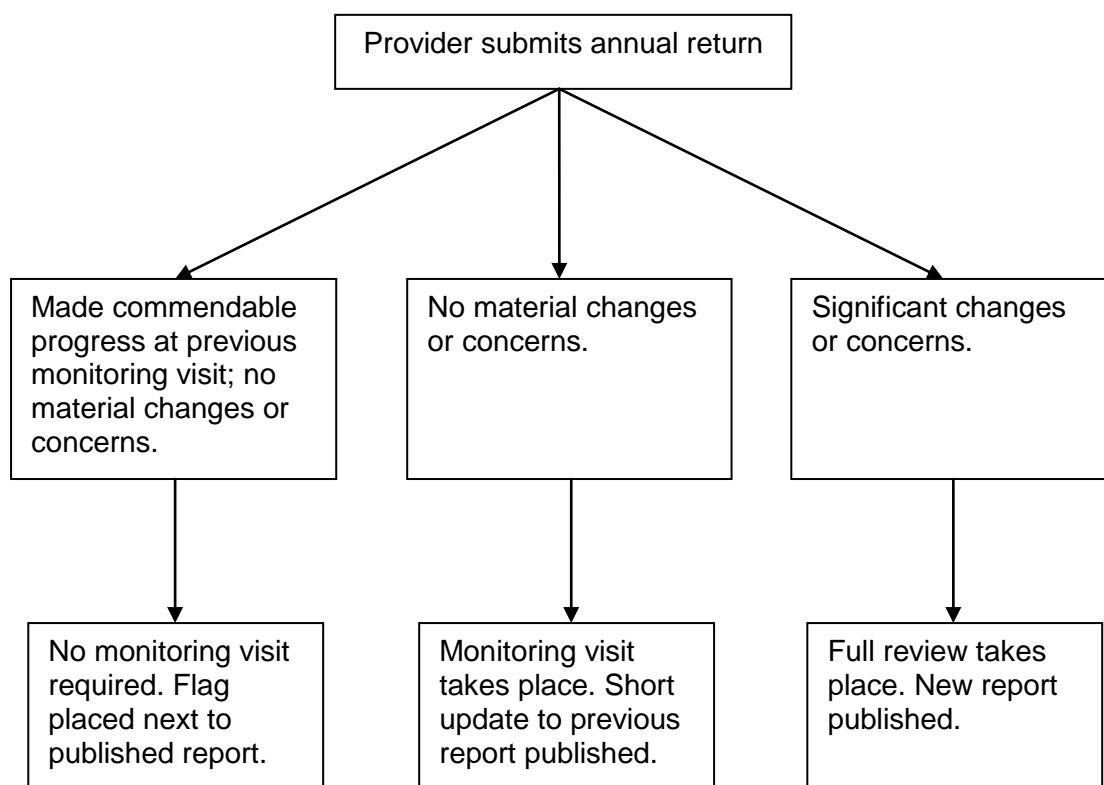 Provider submits annual return
Made commendable
progress at previous
monitoring visit; no
material changes or
concerns.
No material changes
or concerns.
Significant changes
or concerns.
No monitoring visit
required. Flag
placed next to
published report.
Monitoring visit
takes place. Short
update to previous
report published.
Full review takes
place. New report
published.